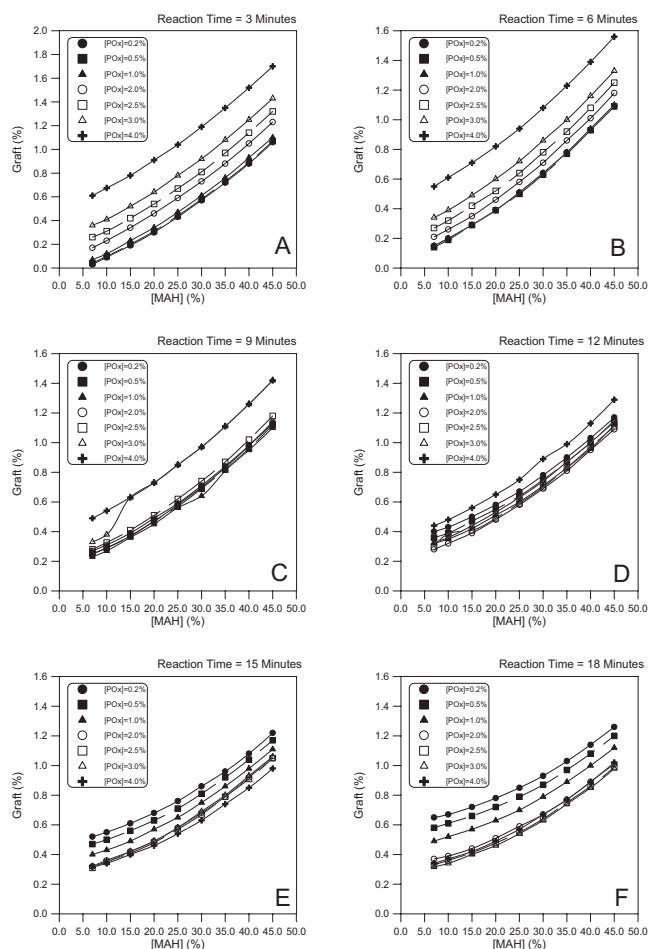 Reaction Time = 3 Minutes
Graft (%)
2.0
1.8
1.6
1.4
1.2
1.0
0.8
0.6
0.4
0.2
0.0
[POx]=0.2%
[POx]=0.5%
[POx]=1.0%
[POx]=2.0%
[POx]=2.5%
[POx]=3.0%
[POx]=4.0%
A
0.0 5.0 10.0 15.0 20.0 25.0 30.0 35.0 40.0 45.0 50.0
[MAH] (%)
Reaction Time = 6 Minutes
Graft (%)
1.6
1.4
1.2
1.0
0.8
0.6
0.4
0.2
0.0
[POx]=0.2%
[POx]=0.5%
[POx]=1.0%
[POx]=2.0%
[POx]=2.5%
[POx]=3.0%
[POx]=4.0%
B
0.0 5.0 10.0 15.0 20.0 25.0 30.0 35.0 40.0 45.0 50.0
[MAH] (%)
Reaction Time = 9 Minutes
Graft (%)
1.6
1.4
1.2
1.0
0.8
0.6
0.4
0.2
0.0
[POx]=0.2%
[POx]=0.5%
[POx]=1.0%
[POx]=2.0%
[POx]=2.5%
[POx]=3.0%
[POx]=4.0%
C
0.0 5.0 10.0 15.0 20.0 25.0 30.0 35.0 40.0 45.0 50.0
[MAH] (%)
Reaction Time = 12 Minutes
Graft (%)
1.6
1.4
1.2
1.0
0.8
0.6
0.4
0.2
0.0
[POx]=0.2%
[POx]=0.5%
[POx]=1.0%
[POx]=2.0%
[POx]=2.5%
[POx]=3.0%
[POx]=4.0%
D
0.0 5.0 10.0 15.0 20.0 25.0 30.0 35.0 40.0 45.0 50.0
[MAH] (%)
Reaction Time = 15 Minutes
Graft (%)
1.6
1.4
1.2
1.0
0.8
0.6
0.4
0.2
0.0
[POx]=0.2%
[POx]=0.5%
[POx]=1.0%
[POx]=2.0%
[POx]=2.5%
[POx]=3.0%
[POx]=4.0%
E
0.0 5.0 10.0 15.0 20.0 25.0 30.0 35.0 40.0 45.0 50.0
[MAH] (%)
Reaction Time = 18 Minutes
Graft (%)
1.6
1.4
1.2
1.0
0.8
0.6
0.4
0.2
0.0
[POx]=0.2%
[POx]=0.5%
[POx]=1.0%
[POx]=2.0%
[POx]=2.5%
[POx]=3.0%
[POx]=4.0%
F
0.0 5.0 10.0 15.0 20.0 25.0 30.0 35.0 40.0 45.0 50.0
[MAH] (%)